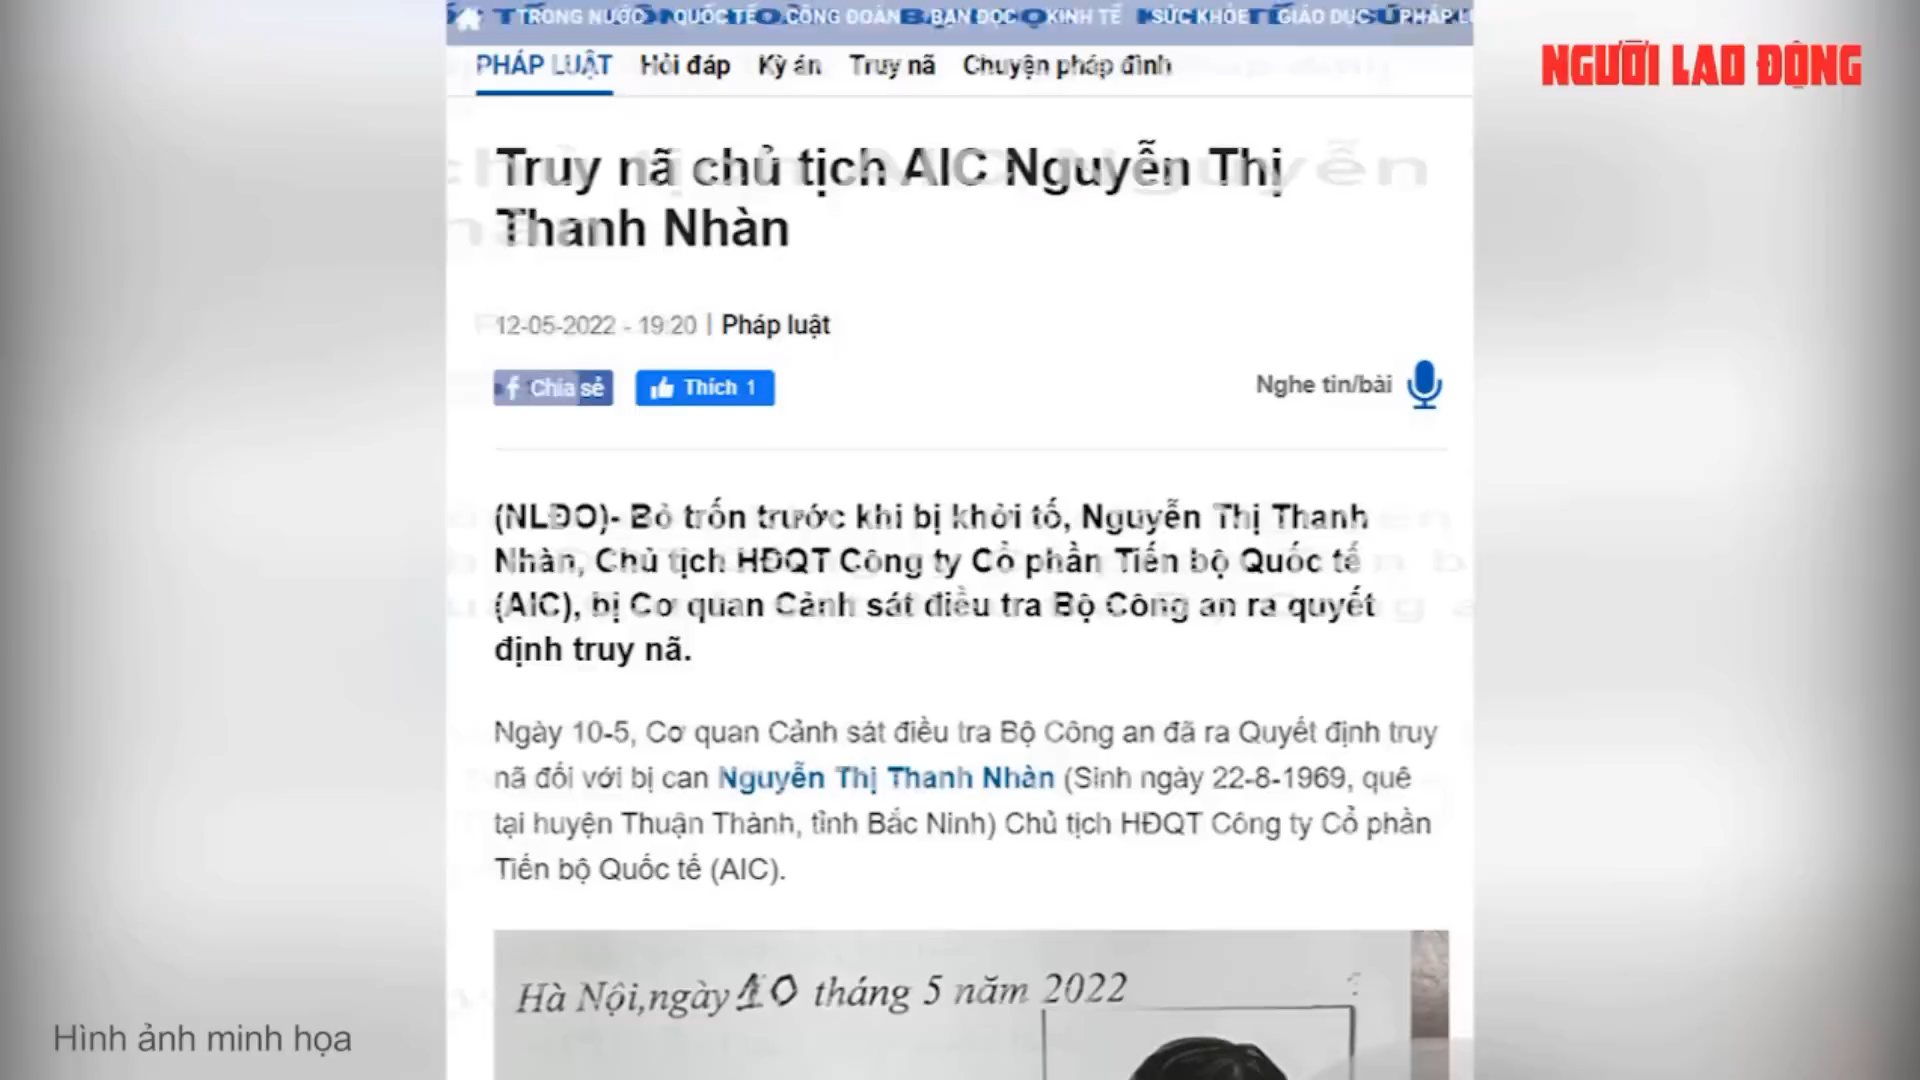 TRONG NƯỚC QUỐC TẾ CÔNG ĐOÀN BẠN ĐỌC KINH TẾ SỨC KHỎE GIÁO DỤC
NGƯỜI LAO ĐỘNG
PHÁP LUẬT Hỏi đáp Kỳ án Truy nã Chuyện pháp đình
Truy nã chủ tịch AIC Nguyễn Thị
Thanh Nhàn
12-05-2022 - 19:20 | Pháp luật
Chia sẻ Thích 1
Nghe tin/bài
(NLĐO)- Bỏ trốn trước khi bị khởi tố, Nguyễn Thị Thanh
Nhàn, Chủ tịch HĐQT Công ty Cổ phần Tiến bộ Quốc tế
(AIC), bị Cơ quan Cảnh sát điều tra Bộ Công an ra quyết
định truy nã.
Ngày 10-5, Cơ quan Cảnh sát điều tra Bộ Công an đã ra Quyết định truy
nã đối với bị can Nguyễn Thị Thanh Nhàn (Sinh ngày 22-8-1969, quê
tại huyện Thuận Thành, tỉnh Bắc Ninh) Chủ tịch HĐQT Công ty Cổ phần
Tiến bộ Quốc tế (AIC).
Hà Nội,ngày 10 tháng 5 năm 2022
Hình ảnh minh họa